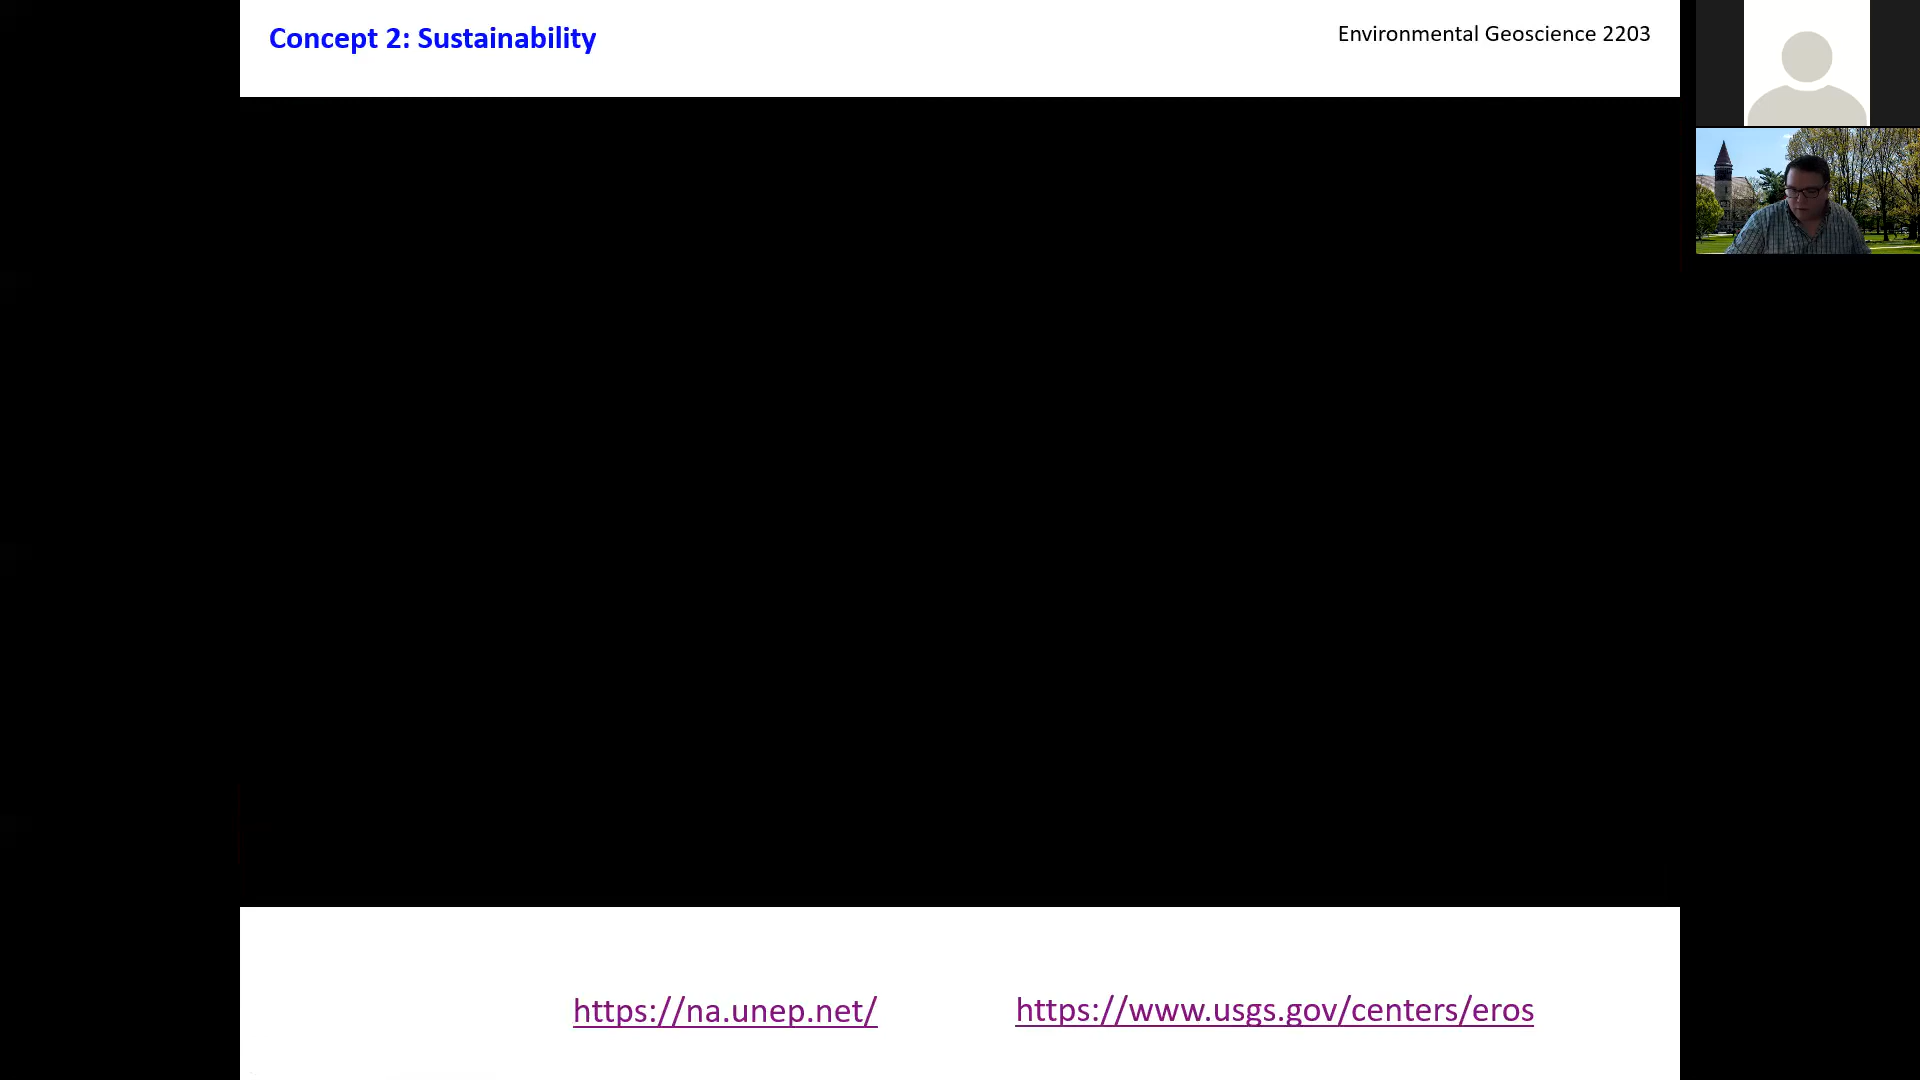 Concept 2: Sustainability
Environmental Geoscience 2203
https://na.unep.net/
https://www.usgs.gov/centers/eros